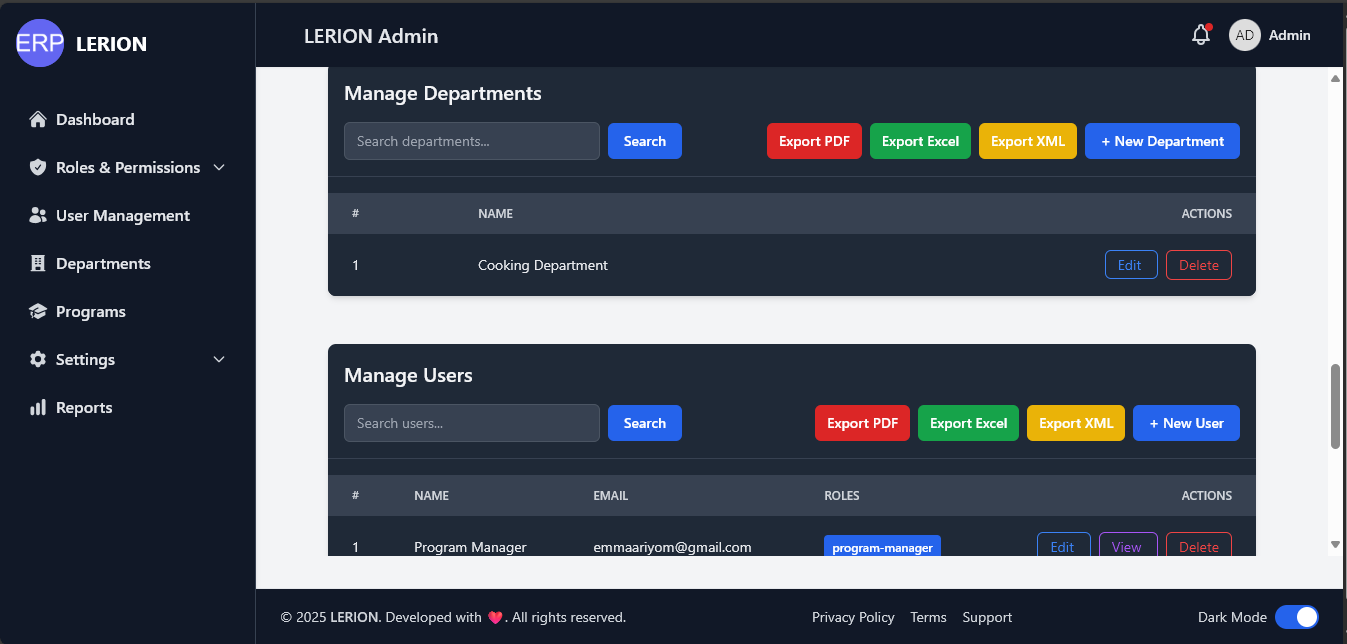 ERP LERION
Dashboard
Roles & Permissions
User Management
Departments
Programs
Settings
Reports
LERION Admin
AD Admin
Manage Departments
Search departments... Search Export PDF Export Excel Export XML + New Department
# NAME ACTIONS
1 Cooking Department Edit Delete
Manage Users
Search users... Search Export PDF Export Excel Export XML + New User
# NAME EMAIL ROLES ACTIONS
1 Program Manager emmaariyom@gmail.com program-manager Edit View Delete
© 2025 LERION. Developed with ❤️. All rights reserved. Privacy Policy Terms Support Dark Mode